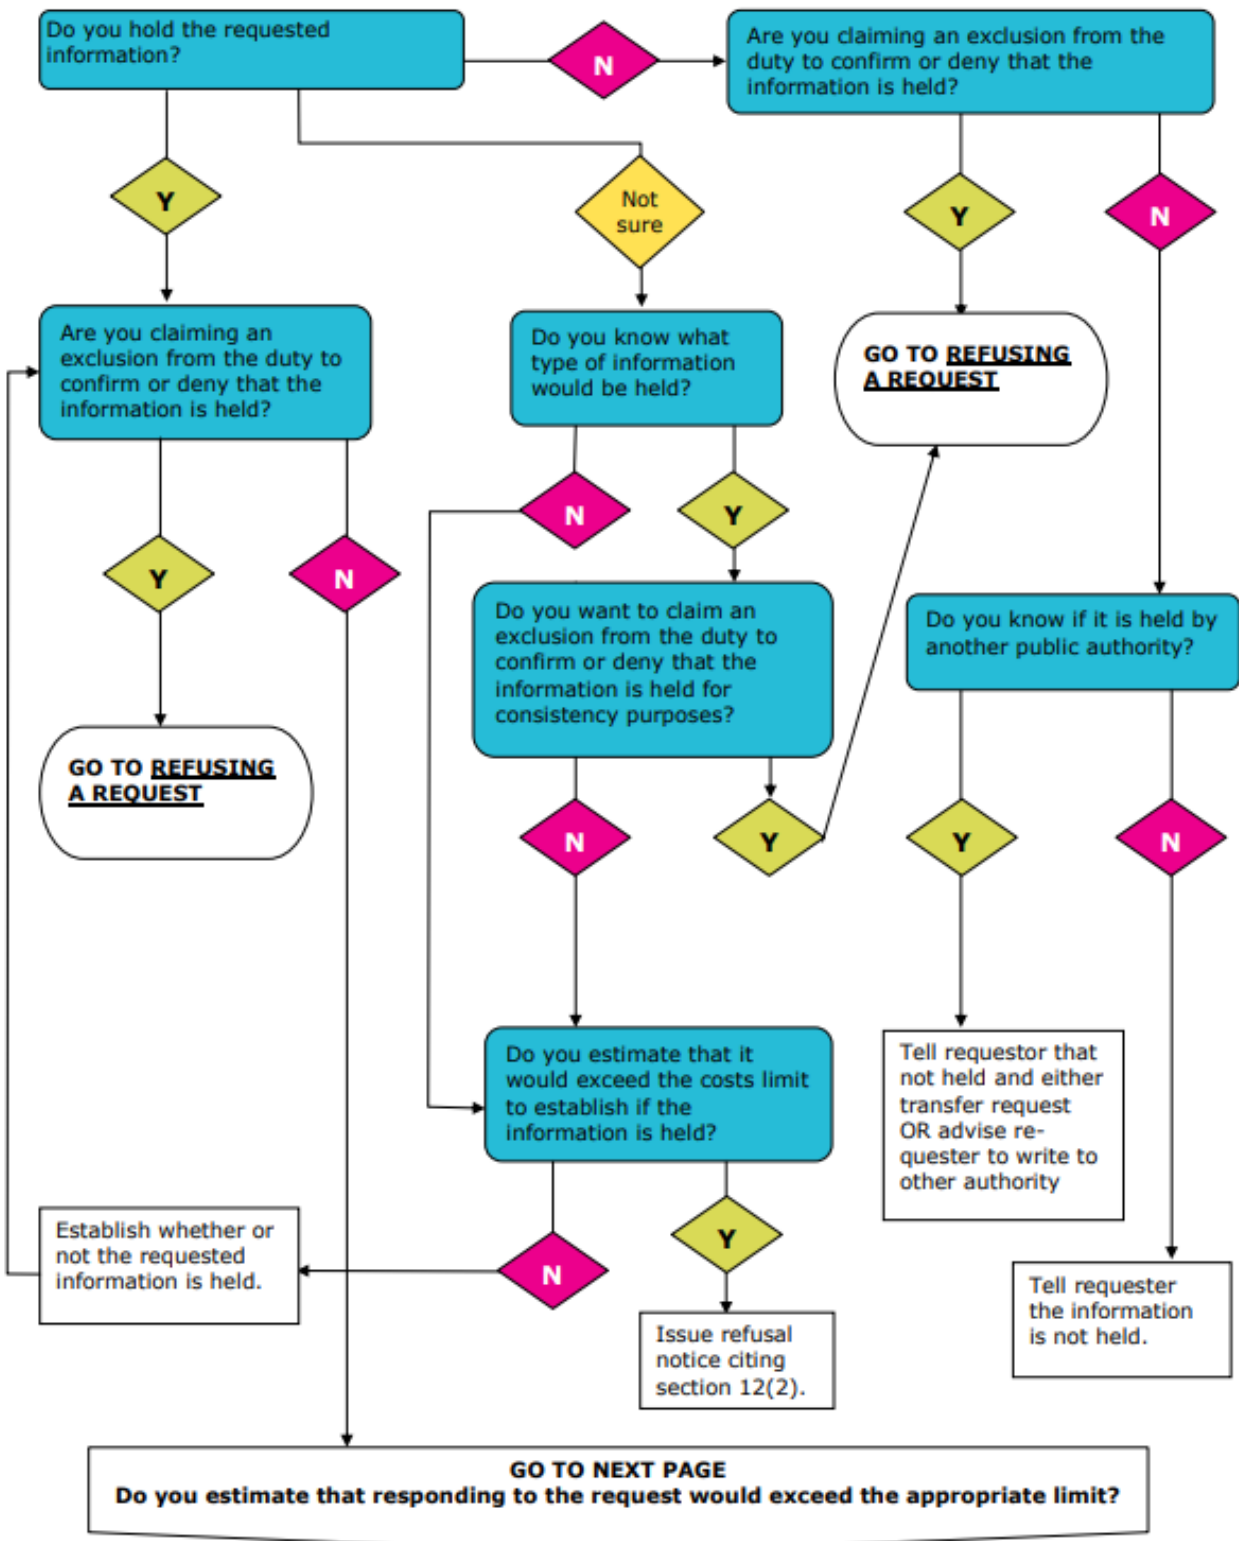 Do you hold the requested
information?
N
Are you claiming an exclusion from the
duty to confirm or deny that the
information is held?
Y
Not
sure
Y
N
Are you claiming an
exclusion from the duty to
confirm or deny that the
information is held?
Do you know what
type of information
would be held?
GO TO REFUSING
A REQUEST
N
Y
Y
N
Do you want to claim an
exclusion from the duty to
confirm or deny that the
information is held for
consistency purposes?
Do you know if it is held by
another public authority?
GO TO REFUSING
A REQUEST
N
Y
Y
N
Do you estimate that it
would exceed the costs limit
to establish if the
information is held?
Tell requestor that
not held and either
transfer request
OR advise re-
quester to write to
other authority
Establish whether or
not the requested
information is held.
N
Y
Tell requester
the information
is not held.
Issue refusal
notice citing
section 12(2).
GO TO NEXT PAGE
Do you estimate that responding to the request would exceed the appropriate limit?